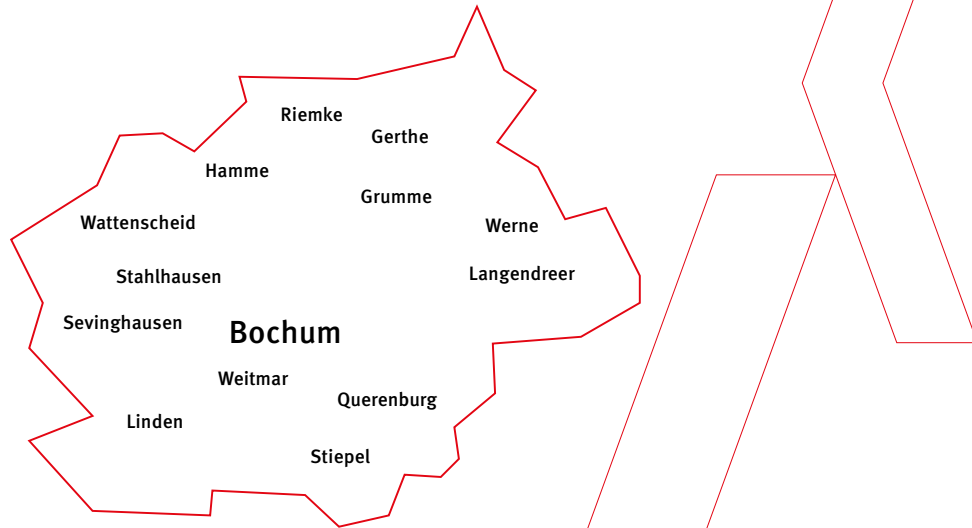 Riemke
Gerthe
Hamme
Grumme
Wattenscheid
Werne
Langendreer
Stahlhausen
Sevinghausen
Bochum
Weitmar
Querenburg
Linden
Stiepel